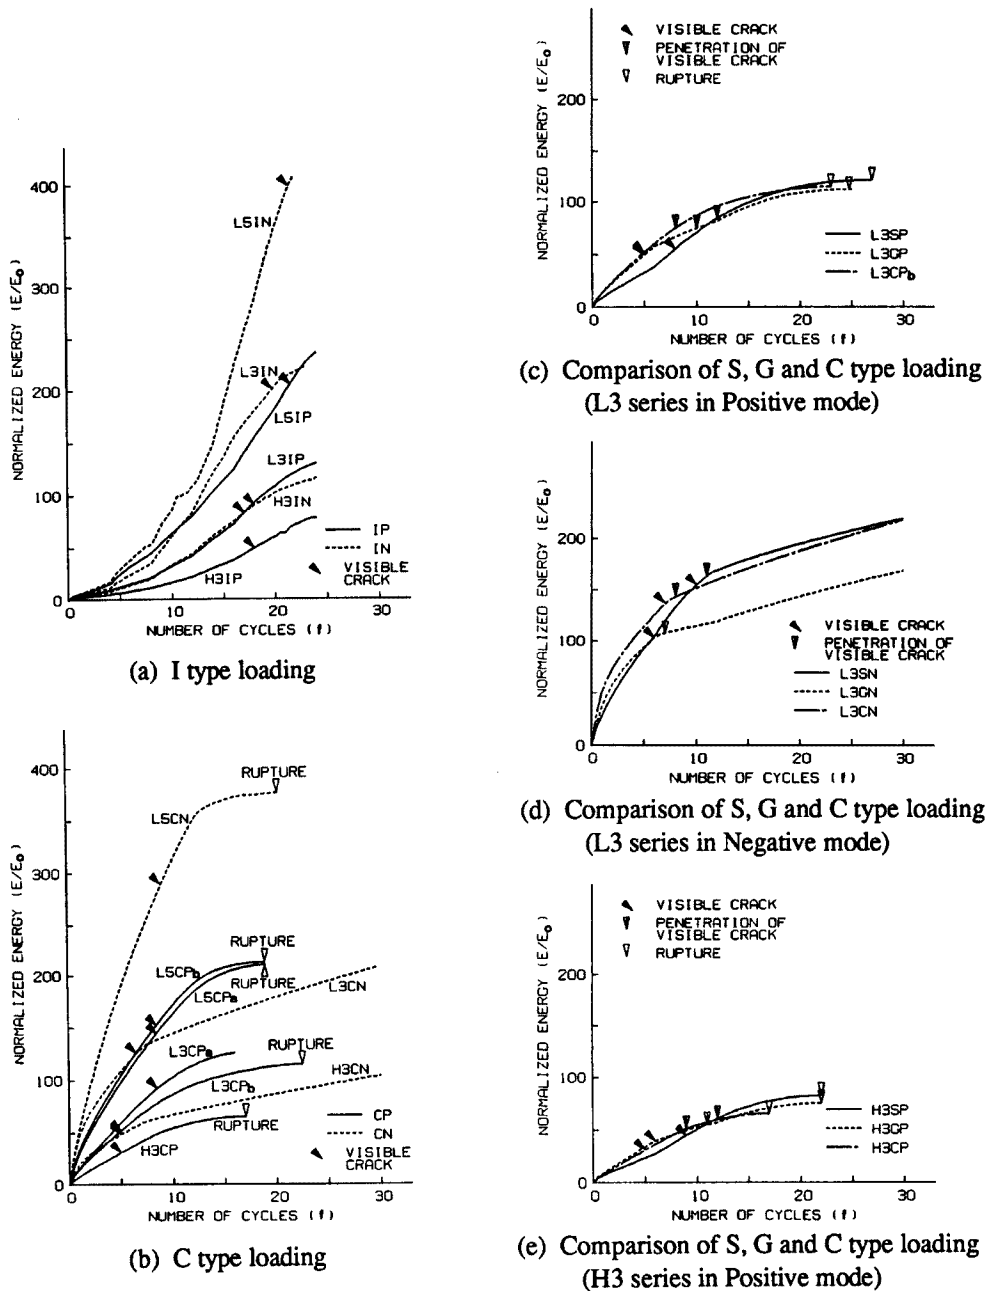 400
300
200
100
0
NORMALIZED ENERGY (E/E₀)
L5IN
L3IN
L5IP
L3IP
H3IN
H3IP
IP
IN
VISIBLE
CRACK
0 10 20 30
NUMBER OF CYCLES (f)
(a) I type loading
400
300
200
100
0
NORMALIZED ENERGY (E/E₀)
RUPTURE
L5CN
RUPTURE
L5CPb
RUPTURE
L5CPa
L3CN
L3CPa
RUPTURE
H3CN
L3CPb
RUPTURE
H3CP
CP
CN
VISIBLE
CRACK
0 10 20 30
NUMBER OF CYCLES (f)
(b) C type loading
VISIBLE CRACK
PENETRATION OF
VISIBLE CRACK
RUPTURE
200
100
0
NORMALIZED ENERGY (E/E₀)
L3SP
L3GP
L3CPb
0 10 20 30
NUMBER OF CYCLES (f)
(c) Comparison of S, G and C type loading
(L3 series in Positive mode)
200
100
0
NORMALIZED ENERGY (E/E₀)
VISIBLE CRACK
PENETRATION OF
VISIBLE CRACK
L3SN
L3GN
L3CN
0 10 20 30
NUMBER OF CYCLES (f)
(d) Comparison of S, G and C type loading
(L3 series in Negative mode)
VISIBLE CRACK
PENETRATION OF
VISIBLE CRACK
RUPTURE
200
100
0
NORMALIZED ENERGY (E/E₀)
H3SP
H3GP
H3CP
0 10 20 30
NUMBER OF CYCLES (f)
(e) Comparison of S, G and C type loading
(H3 series in Positive mode)